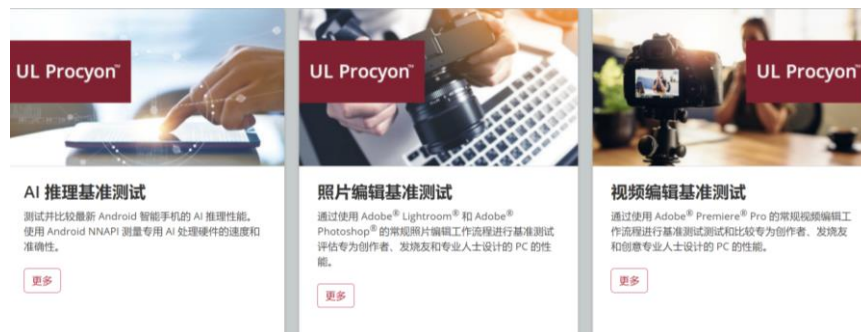 UL Procyon™
AI 推理基准测试
测试并比较最新 Android 智能手机的 AI 推理性能。
使用 Android NNAPI 测量专用 AI 处理硬件的速度和
准确性。
更多
UL Procyon™
照片编辑基准测试
通过使用 Adobe® Lightroom® 和 Adobe®
Photoshop® 的常规照片编辑工作流程进行基准测试
评估专为创作者、发烧友和专业人士设计的 PC 的性
能。
更多
UL Procyon™
视频编辑基准测试
通过使用 Adobe® Premiere® Pro 的常规视频编辑工
作流程进行基准测试测试和比较专为创作者、发烧友
和创意专业人士设计的 PC 的性能。
更多